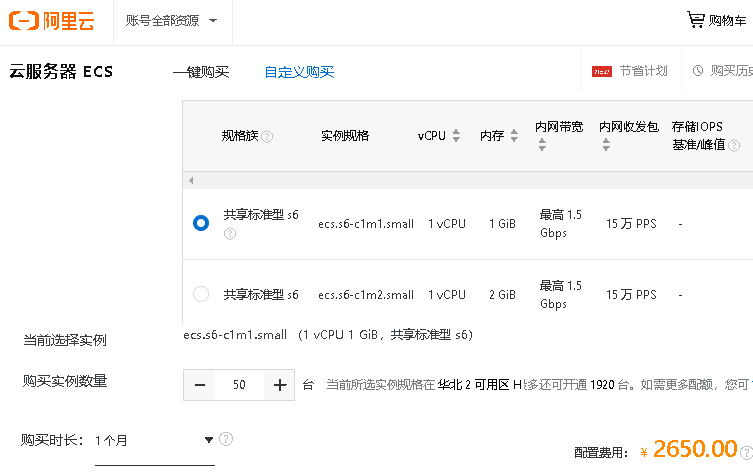 阿里云 账号全部资源 购物车
云服务器 ECS 一键购买 自定义购买 NEW 节省计划 购买历史
规格族 实例规格 vCPU 内存 内网带宽 内网收发包 存储IOPS
基准/峰值
共享标准型 s6 ecs.s6-c1m1.small 1 vCPU 1 GiB 最高 1.5 Gbps 15 万 PPS -
共享标准型 s6 ecs.s6-c1m2.small 1 vCPU 2 GiB 最高 1.5 Gbps 15 万 PPS -
当前选择实例 ecs.s6-c1m1.small (1 vCPU 1 GiB，共享标准型 s6)
购买实例数量 50 台 当前所选实例规格在 华北 2 可用区 H 最多还可开通 1920 台。如需更多配额，您可
购买时长： 1 个月
配置费用： ¥ 2650.00